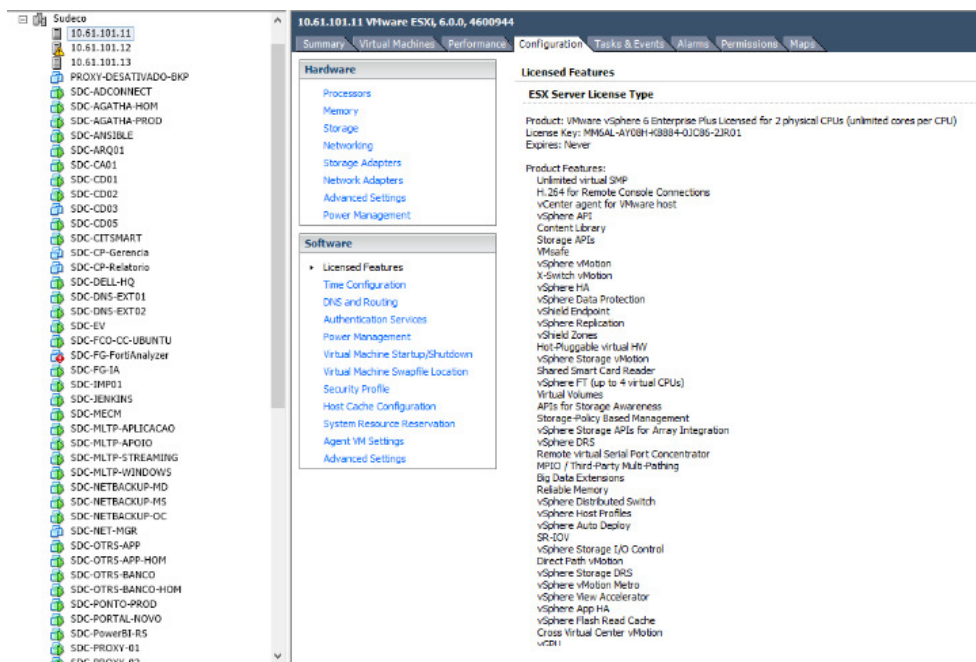 Sudeco
10.61.101.11
10.61.101.12
10.61.101.13
PROXY-DESATIVADO-BKP
SDC-ADCONNECT
SDC-AGATHA-HOM
SDC-AGATHA-PROD
SDC-ANSIBLE
SDC-ARQ01
SDC-CA01
SDC-CD01
SDC-CD02
SDC-CD03
SDC-CD05
SDC-CITSMART
SDC-CP-Gerencia
SDC-CP-Relatorio
SDC-DELL-HQ
SDC-DNS-EXT01
SDC-DNS-EXT02
SDC-EV
SDC-FCO-CC-UBUNTU
SDC-FG-FortiAnalyzer
SDC-FG-IA
SDC-IMP01
SDC-JENKINS
SDC-MECM
SDC-MLTP-APLICACAO
SDC-MLTP-APOIO
SDC-MLTP-STREAMING
SDC-MLTP-WINDOWS
SDC-NETBACKUP-MD
SDC-NETBACKUP-MS
SDC-NETBACKUP-OC
SDC-NET-MGR
SDC-OTRS-APP
SDC-OTRS-APP-HOM
SDC-OTRS-BANCO
SDC-OTRS-BANCO-HOM
SDC-PONTO-PROD
SDC-PORTAL-NOVO
SDC-PowerBI-RS
SDC-PROXY-01
SDC-PROXY-02
10.61.101.11 VMware ESXi, 6.0.0, 4600944
Summary Virtual Machines Performance Configuration Tasks & Events Alarms Permissions Maps
Hardware
Processors
Memory
Storage
Networking
Storage Adapters
Network Adapters
Advanced Settings
Power Management
Software
Licensed Features
Time Configuration
DNS and Routing
Authentication Services
Power Management
Virtual Machine Startup/Shutdown
Virtual Machine Swapfile Location
Security Profile
Host Cache Configuration
System Resource Reservation
Agent VM Settings
Advanced Settings
Licensed Features
ESX Server License Type
Product: VMware vSphere 6 Enterprise Plus Licensed for 2 physical CPUs (unlimited cores per CPU)
License Key:
Expires: Never
Product Features:
Unlimited virtual SMP
H.264 for Remote Console Connections
vCenter agent for VMware host
vSphere API
Content Library
Storage APIs
VMsafe
vSphere vMotion
X-Switch vMotion
vSphere HA
vSphere Data Protection
vShield Endpoint
vSphere Replication
vShield Zones
Hot-Pluggable virtual HW
vSphere Storage vMotion
Shared Smart Card Reader
vSphere FT (up to 4 virtual CPUs)
Virtual Volumes
APIs for Storage Awareness
Storage-Policy Based Management
vSphere Storage APIs for Array Integration
vSphere DRS
Remote virtual Serial Port Concentrator
MPIO / Third-Party Multi-Pathing
Big Data Extensions
Reliable Memory
vSphere Distributed Switch
vSphere Host Profiles
vSphere Auto Deploy
SR-IOV
vSphere Storage I/O Control
Direct Path vMotion
vSphere Storage DRS
vSphere vMotion Metro
vSphere View Accelerator
vSphere App HA
vSphere Flash Read Cache
Cross Virtual Center vMotion
vGPU